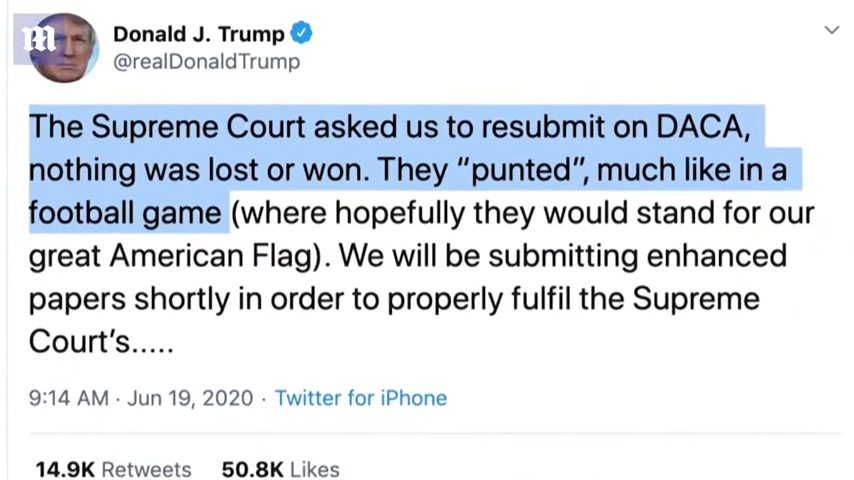 Donald J. Trump
@realDonaldTrump
The Supreme Court asked us to resubmit on DACA,
nothing was lost or won. They “punted”, much like in a
football game (where hopefully they would stand for our
great American Flag). We will be submitting enhanced
papers shortly in order to properly fulfil the Supreme
Court’s.....
9:14 AM · Jun 19, 2020 · Twitter for iPhone
14.9K Retweets 50.8K Likes